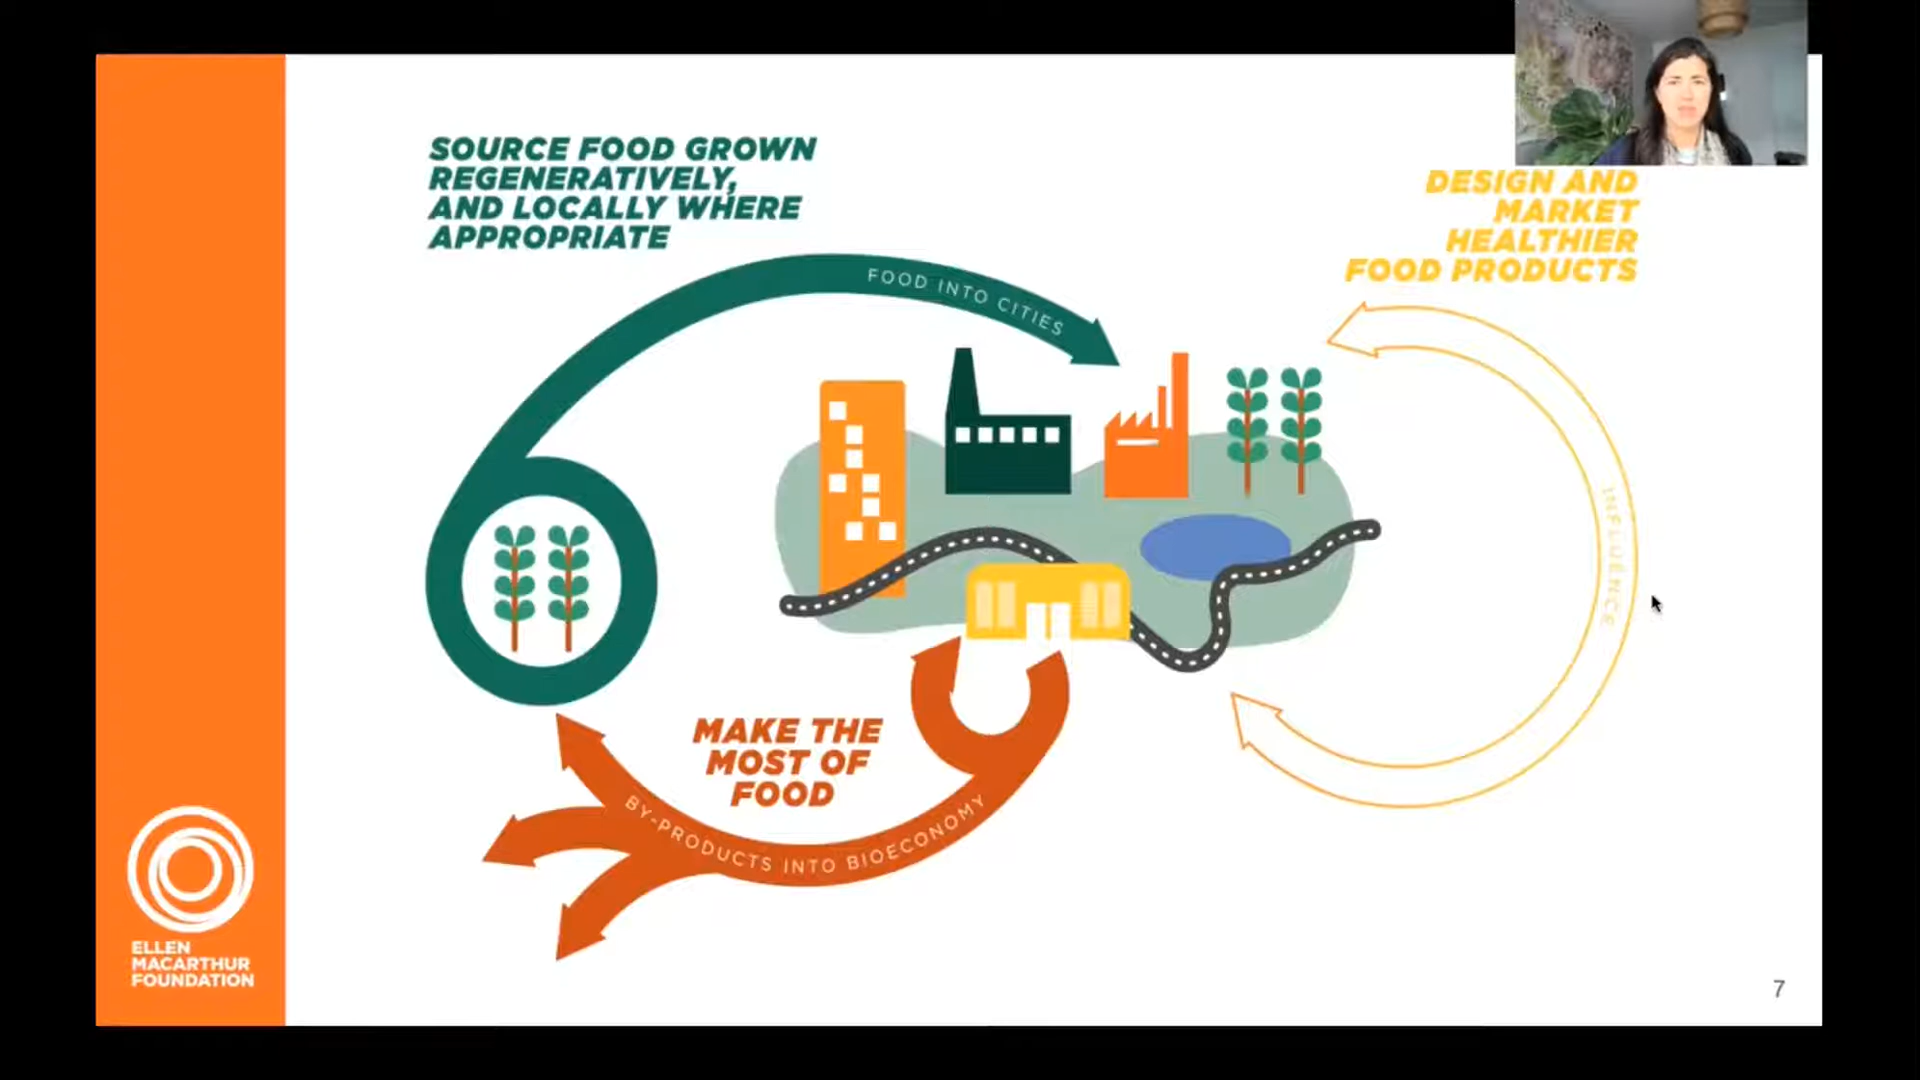 SOURCE FOOD GROWN
REGENERATIVELY,
AND LOCALLY WHERE
APPROPRIATE
DESIGN AND
MARKET
HEALTHIER
FOOD PRODUCTS
FOOD INTO CITIES
INFLUENCE
MAKE THE
MOST OF
FOOD
BY-PRODUCTS INTO BIOECONOMY
ELLEN
MACARTHUR
FOUNDATION
7